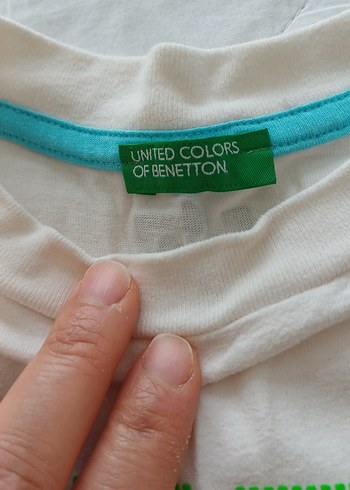 UNITED COLORS
OF BENETTON.